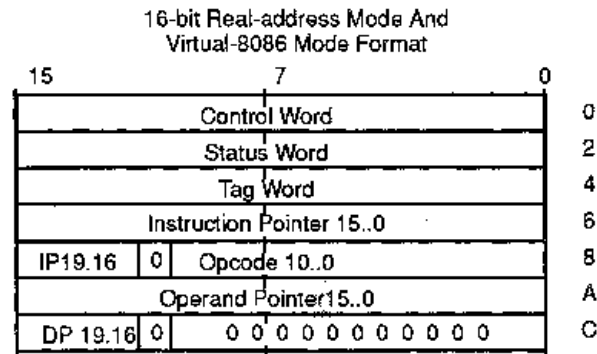 16-bit Real-address Mode And
Virtual-8086 Mode Format
15 7 0
Control Word 0
Status Word 2
Tag Word 4
Instruction Pointer 15..0 6
IP19.16 0 Opcode 10..0 8
Operand Pointer15..0 A
DP 19.16 0 0 0 0 0 0 0 0 0 0 0 0 C